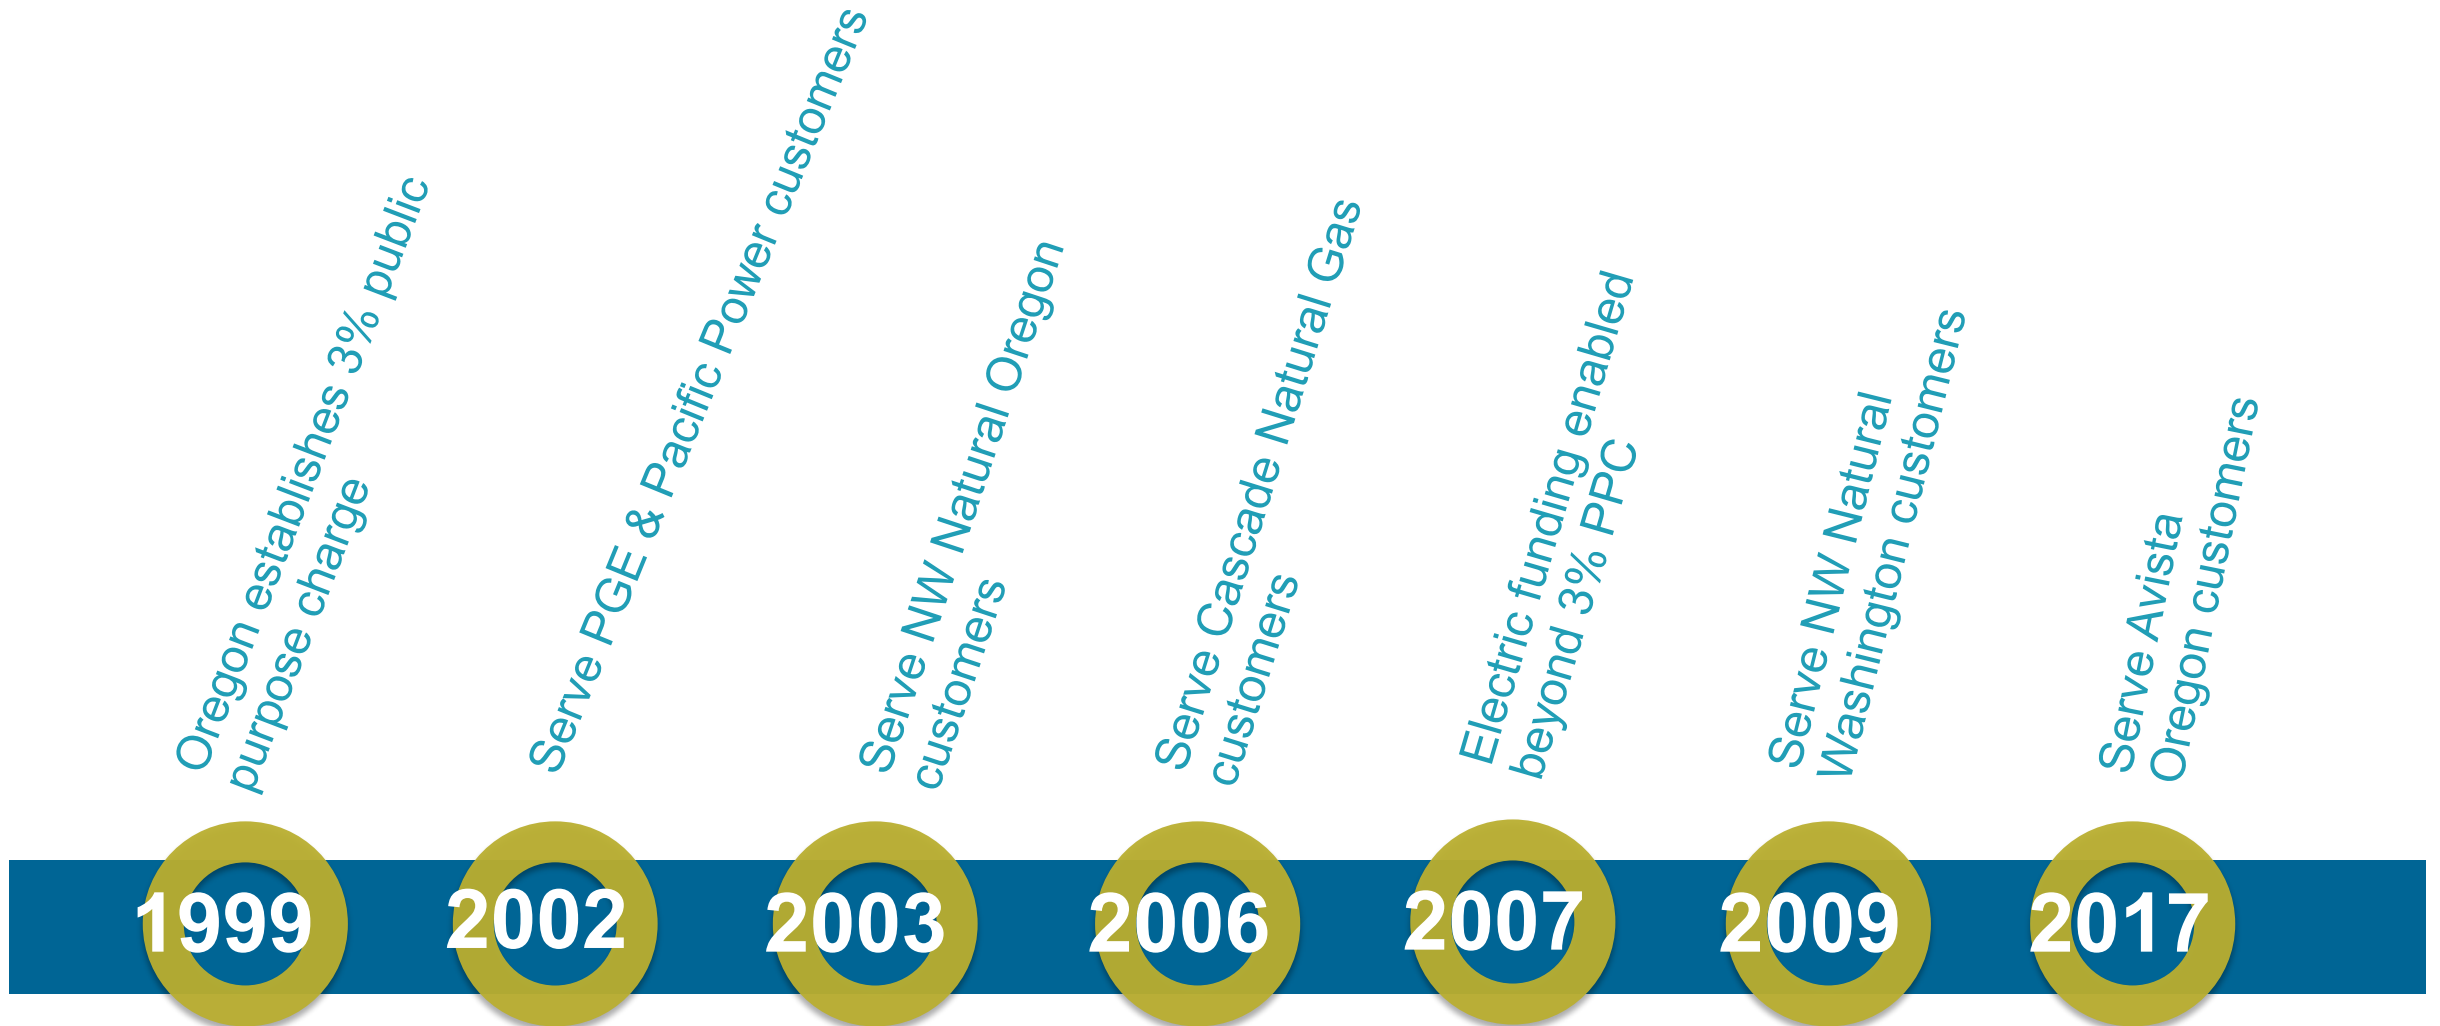 Oregon establishes 3% public
purpose charge
Serve PGE & Pacific Power customers
Serve NW Natural Oregon
customers
Serve Cascade Natural Gas
customers
Electric funding enabled
beyond 3% PPC
Serve NW Natural
Washington customers
Serve Avista
Oregon customers
1999
2002
2003
2006
2007
2009
2017